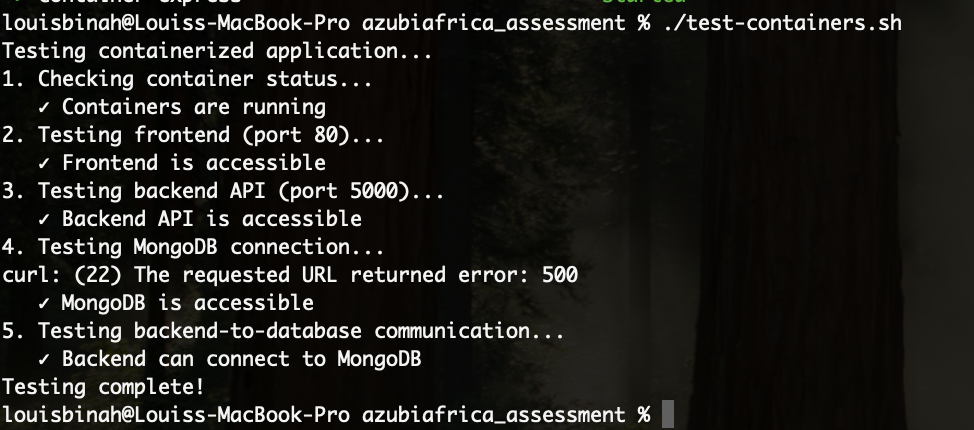 ✓ Container express Started
louisbinah@Louiss-MacBook-Pro azubiafrica_assessment % ./test-containers.sh
Testing containerized application...
1. Checking container status...
✓ Containers are running
2. Testing frontend (port 80)...
✓ Frontend is accessible
3. Testing backend API (port 5000)...
✓ Backend API is accessible
4. Testing MongoDB connection...
curl: (22) The requested URL returned error: 500
✓ MongoDB is accessible
5. Testing backend-to-database communication...
✓ Backend can connect to MongoDB
Testing complete!
louisbinah@Louiss-MacBook-Pro azubiafrica_assessment %